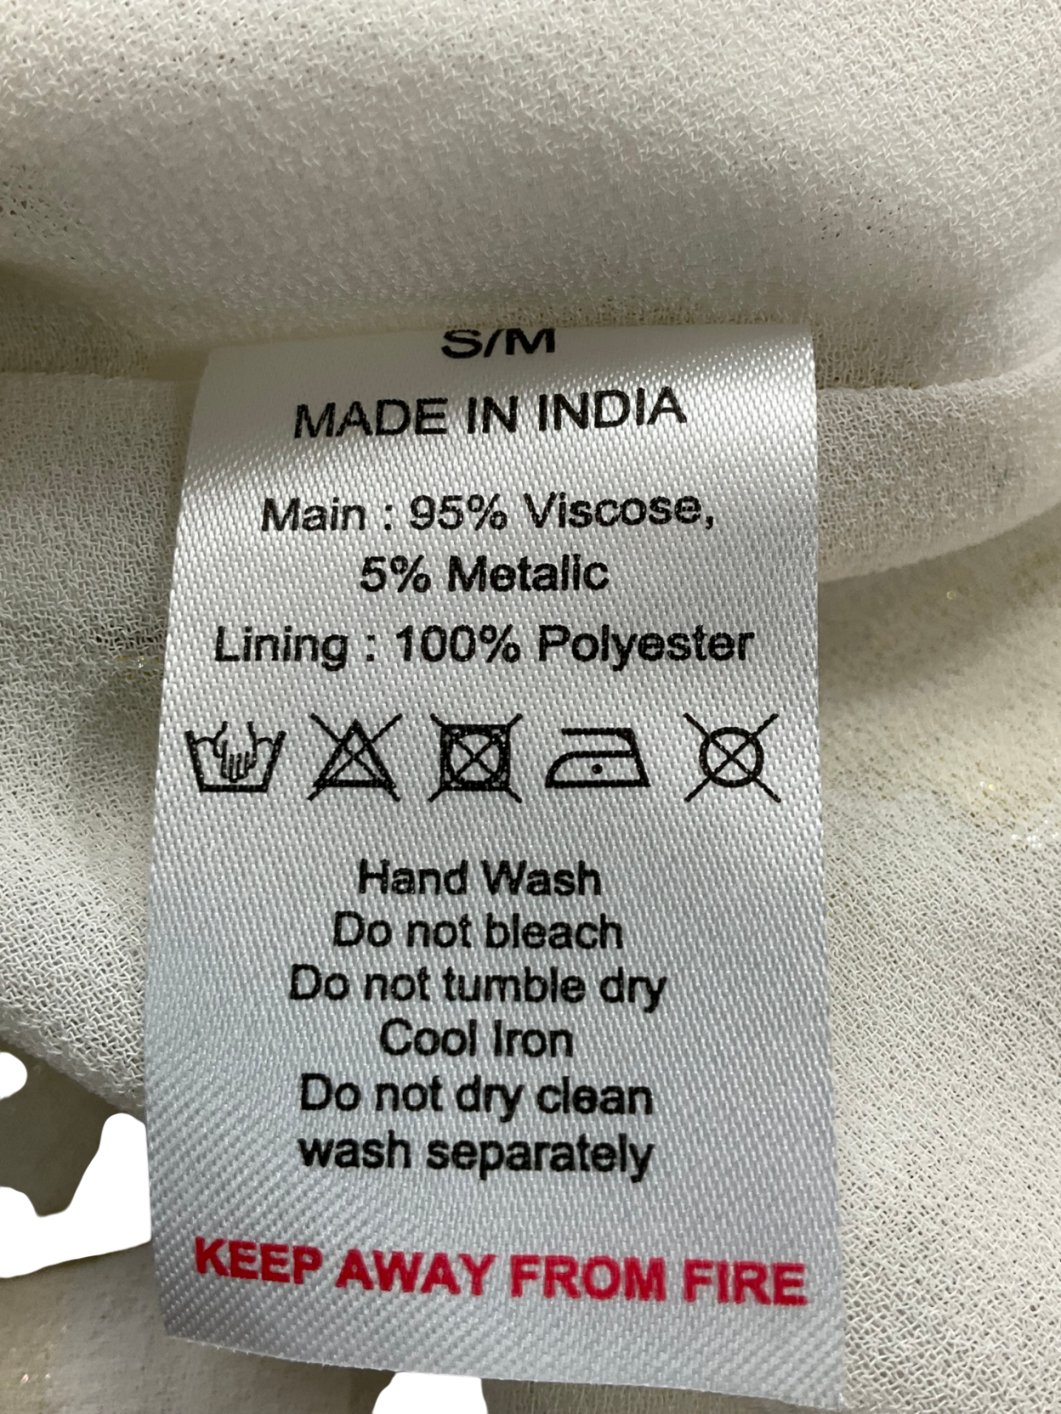 S/M
MADE IN INDIA
Main : 95% Viscose,
5% Metalic
Lining : 100% Polyester
Hand Wash
Do not bleach
Do not tumble dry
Cool Iron
Do not dry clean
wash separately
KEEP AWAY FROM FIRE